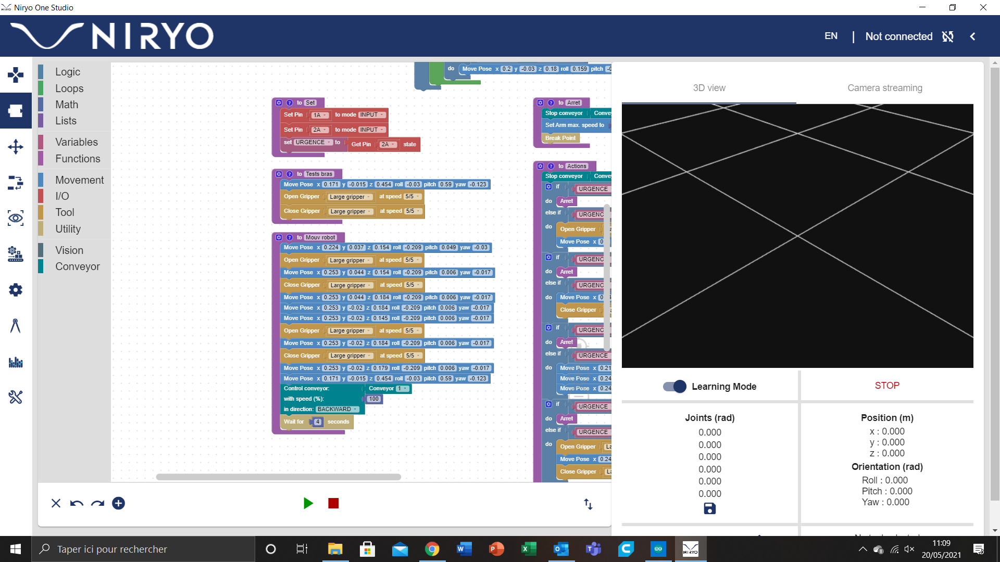 Niryo One Studio
NIRYO
EN | Not connected
Logic
Loops
Math
Lists
Variables
Functions
Movement
I/O
Tool
Utility
Vision
Conveyor
do Move Pose x 0.2 y -0.03 z 0.18 roll 0.159 pitch
to Set
Set Pin 1A to mode INPUT
Set Pin 2A to mode INPUT
set URGENCE to Get Pin 2A state
to Tests bras
Move Pose x 0.171 y -0.015 z 0.454 roll -0.03 pitch 0.59 yaw -0.123
Open Gripper Large gripper at speed 5/5
Close Gripper Large gripper at speed 5/5
to Mouv robot
Move Pose x 0.224 y 0.037 z 0.154 roll -0.209 pitch 0.049 yaw -0.03
Open Gripper Large gripper at speed 5/5
Move Pose x 0.253 y 0.044 z 0.154 roll -0.209 pitch 0.006 yaw -0.017
Close Gripper Large gripper at speed 5/5
Move Pose x 0.253 y 0.044 z 0.184 roll -0.209 pitch 0.006 yaw -0.017
Move Pose x 0.253 y -0.02 z 0.184 roll -0.209 pitch 0.006 yaw -0.017
Move Pose x 0.253 y -0.02 z 0.145 roll -0.209 pitch 0.006 yaw -0.017
Open Gripper Large gripper at speed 5/5
Move Pose x 0.253 y -0.02 z 0.184 roll -0.209 pitch 0.006 yaw -0.017
Close Gripper Large gripper at speed 5/5
Move Pose x 0.253 y -0.02 z 0.179 roll -0.209 pitch 0.006 yaw -0.017
Move Pose x 0.171 y -0.015 z 0.454 roll -0.03 pitch 0.59 yaw -0.123
Control conveyor: Conveyor 1
with speed (%): 100
in direction: BACKWARD
Wait for 4 seconds
to Arret
Stop conveyor Conve
Set Arm max. speed to
Break Point
to Actions
Stop conveyor Conve
if URGENCE
do Arret
else if URGENC
do Open Gripper
Move Pose x 0
if URGENC
do Arret
else if URGENC
do Move Pose x 0
Close Gripper
if URGENC
do Arret
else if URGENCE
do Move Pose x 0.21
Move Pose x 0.24
Move Pose x 0.24
if URGENCE
do Arret
else if URGENCE
do Open Gripper La
Move Pose x 0.24
Close Gripper La
3D view
Camera streaming
Learning Mode
STOP
Joints (rad)
0.000
0.000
0.000
0.000
0.000
0.000
Position (m)
x : 0.000
y : 0.000
z : 0.000
Orientation (rad)
Roll : 0.000
Pitch : 0.000
Yaw : 0.000
Taper ici pour rechercher
NIRYO
11:09
20/05/2021